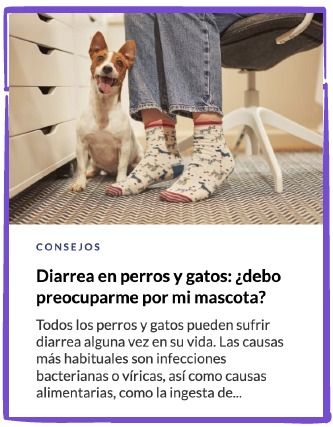 CONSEJOS
Diarrea en perros y gatos: ¿debo
preocuparme por mi mascota?
Todos los perros y gatos pueden sufrir
diarrea alguna vez en su vida. Las causas
más habituales son infecciones
bacterianas o víricas, así como causas
alimentarias, como la ingesta de...